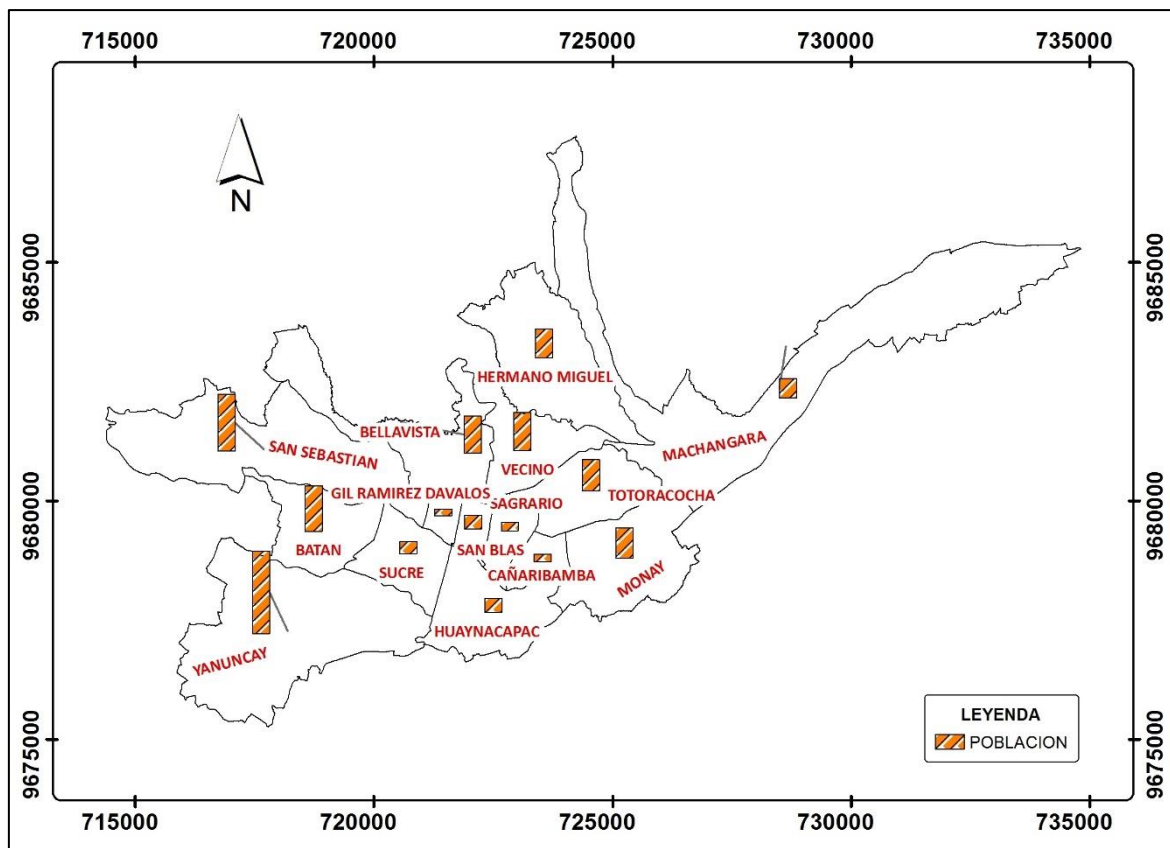 715000 720000 725000 730000 735000
N
9685000 9685000
HERMANO MIGUEL
BELLAVISTA
MACHANGARA
SAN SEBASTIAN
VECINO
GIL RAMIREZ DAVALOS
TOTORACOCHA
SAGRARIO
9680000 9680000
BATAN
SAN BLAS
SUCRE
CAÑARIBAMBA
MONAY
HUAYNACAPAC
YANUNCAY
LEYENDA
POBLACION
9675000 9675000
715000 720000 725000 730000 735000